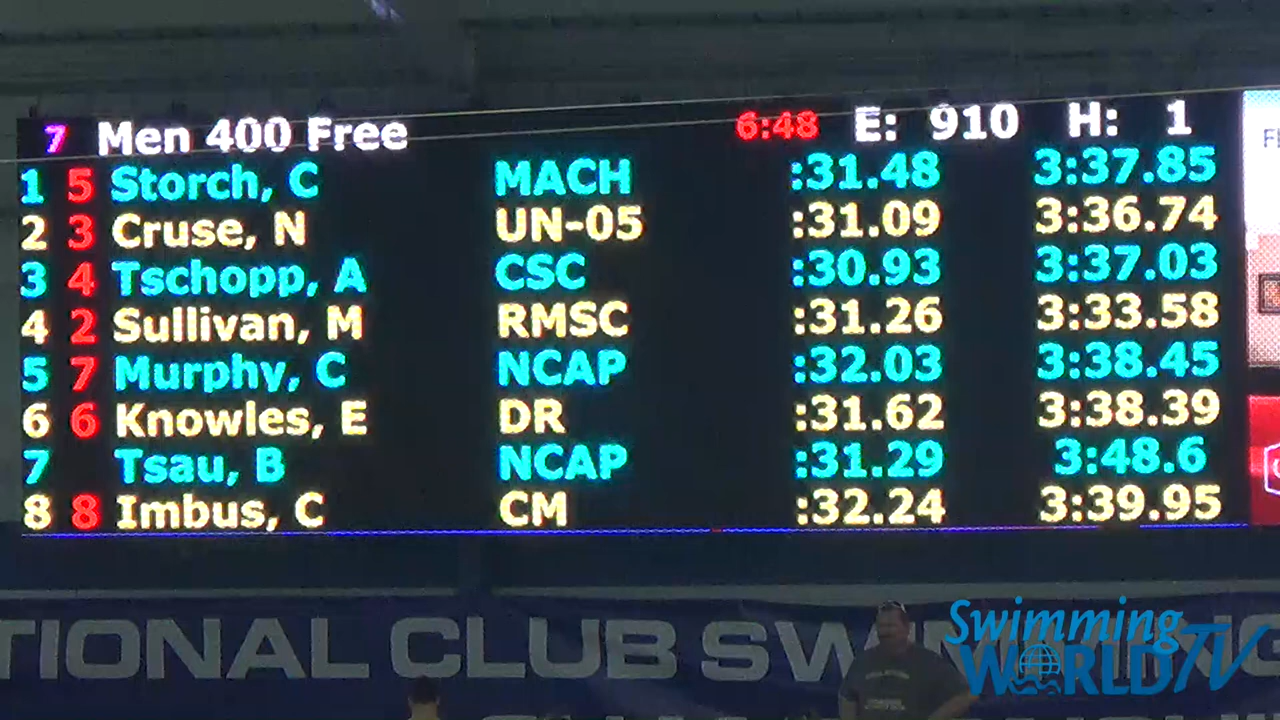 7 Men 400 Free 6:48 E: 910 H: 1
1 5 Storch, C MACH :31.48 3:37.85
2 3 Cruse, N UN-05 :31.09 3:36.74
3 4 Tschopp, A CSC :30.93 3:37.03
4 2 Sullivan, M RMSC :31.26 3:33.58
5 7 Murphy, C NCAP :32.03 3:38.45
6 6 Knowles, E DR :31.62 3:38.39
7 Tsau, B NCAP :31.29 3:48.6
8 8 Imbus, C CM :32.24 3:39.95
TIONAL CLUB SWIMMING
Swimming
WORLD TV